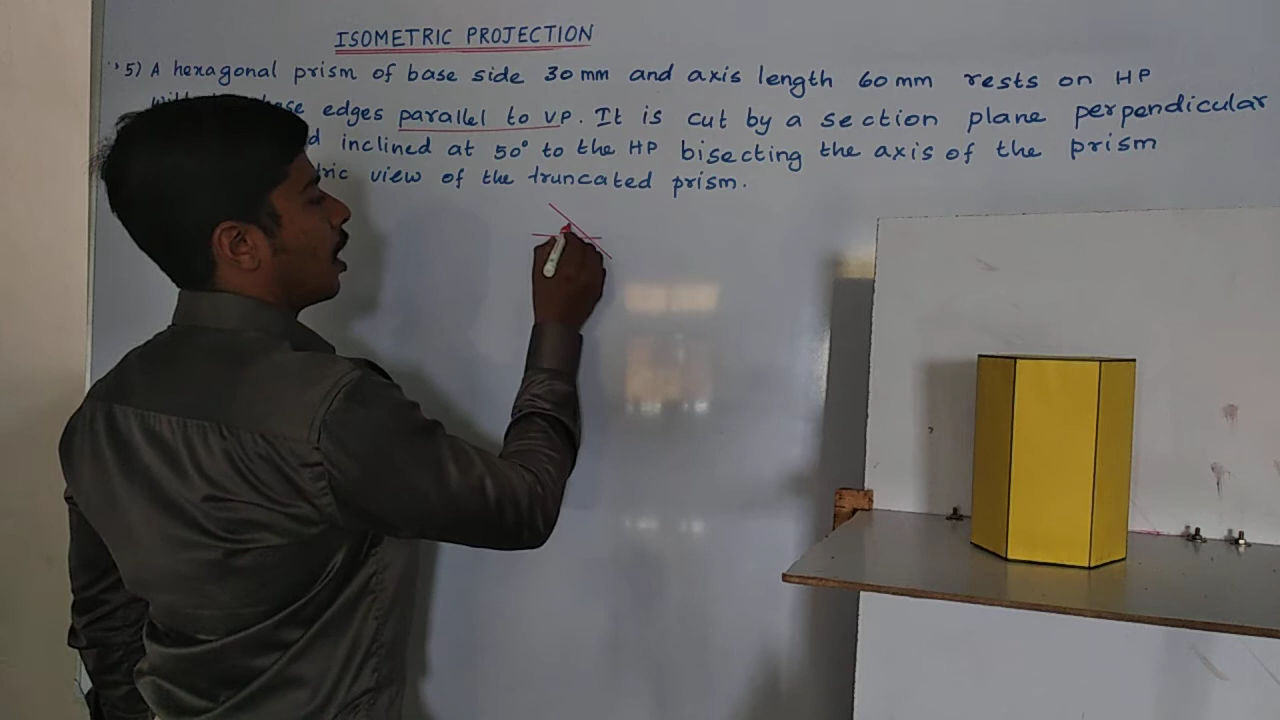 ISOMETRIC PROJECTION
5) A hexagonal prism of base side 30 mm and axis length 60 mm rests on HP
edges parallel to VP. It is cut by a section plane perpendicular
inclined at 50° to the HP bisecting the axis of the prism
view of the truncated prism.